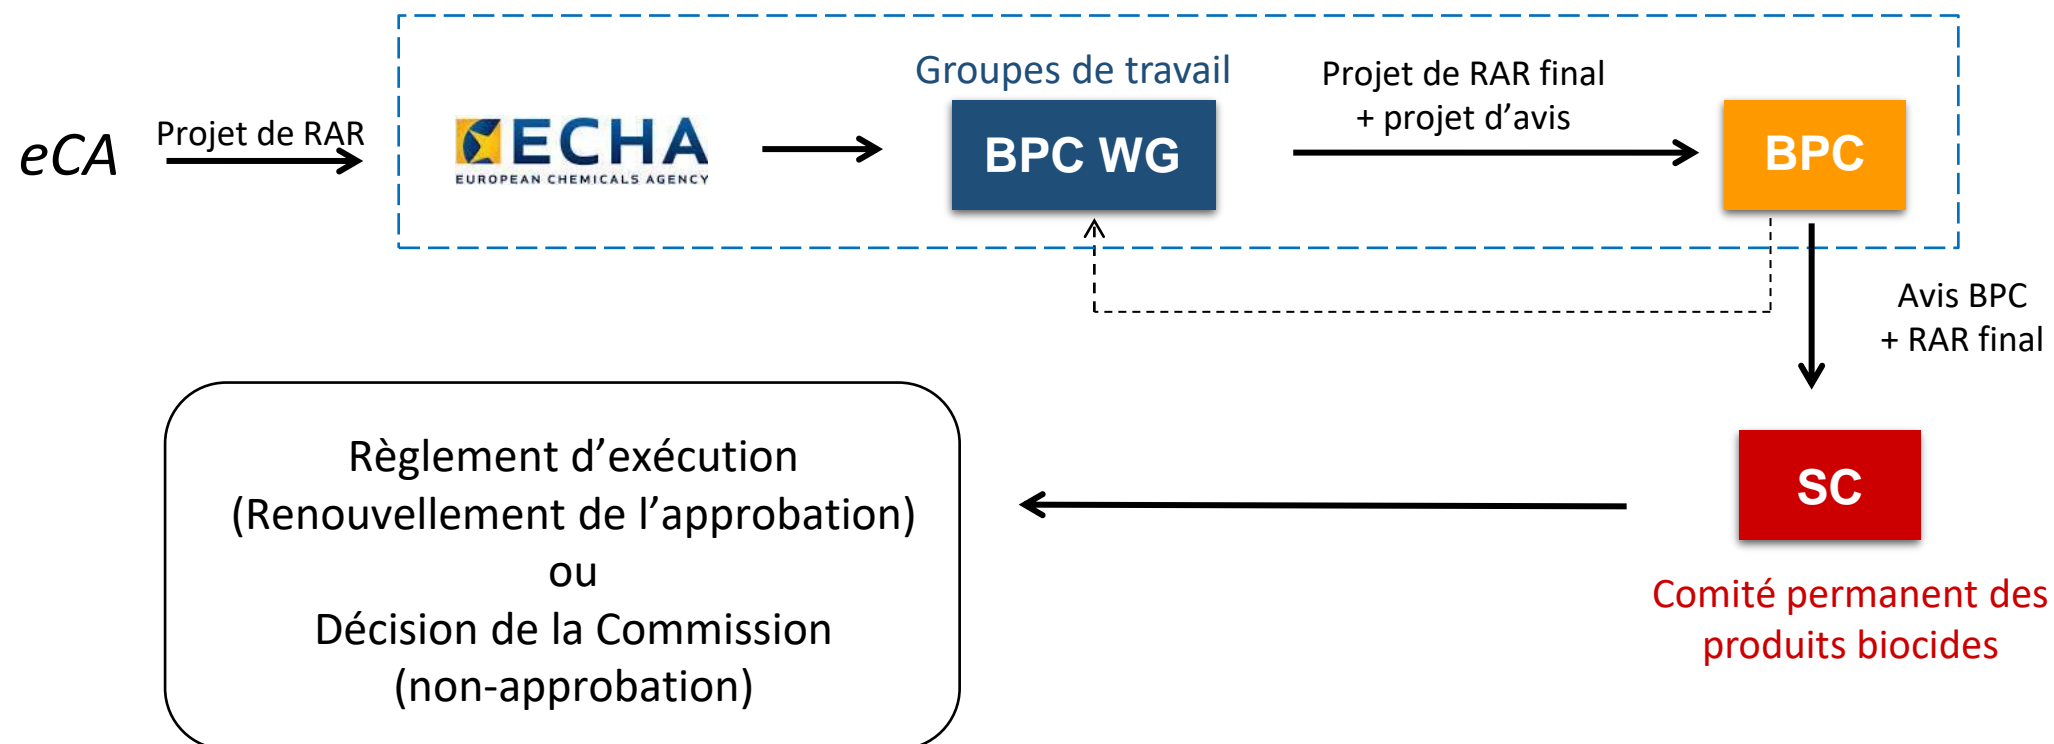 eCA
Projet de RAR
ECHA
EUROPEAN CHEMICALS AGENCY
Groupes de travail
BPC WG
Projet de RAR final
+ projet d’avis
BPC
Avis BPC
+ RAR final
SC
Comité permanent des
produits biocides
Règlement d’exécution
(Renouvellement de l’approbation)
ou
Décision de la Commission
(non-approbation)